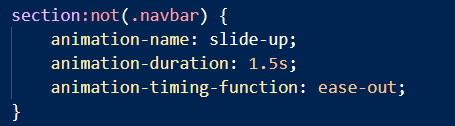 section:not(.navbar) {
    animation-name: slide-up;
    animation-duration: 1.5s;
    animation-timing-function: ease-out;
}